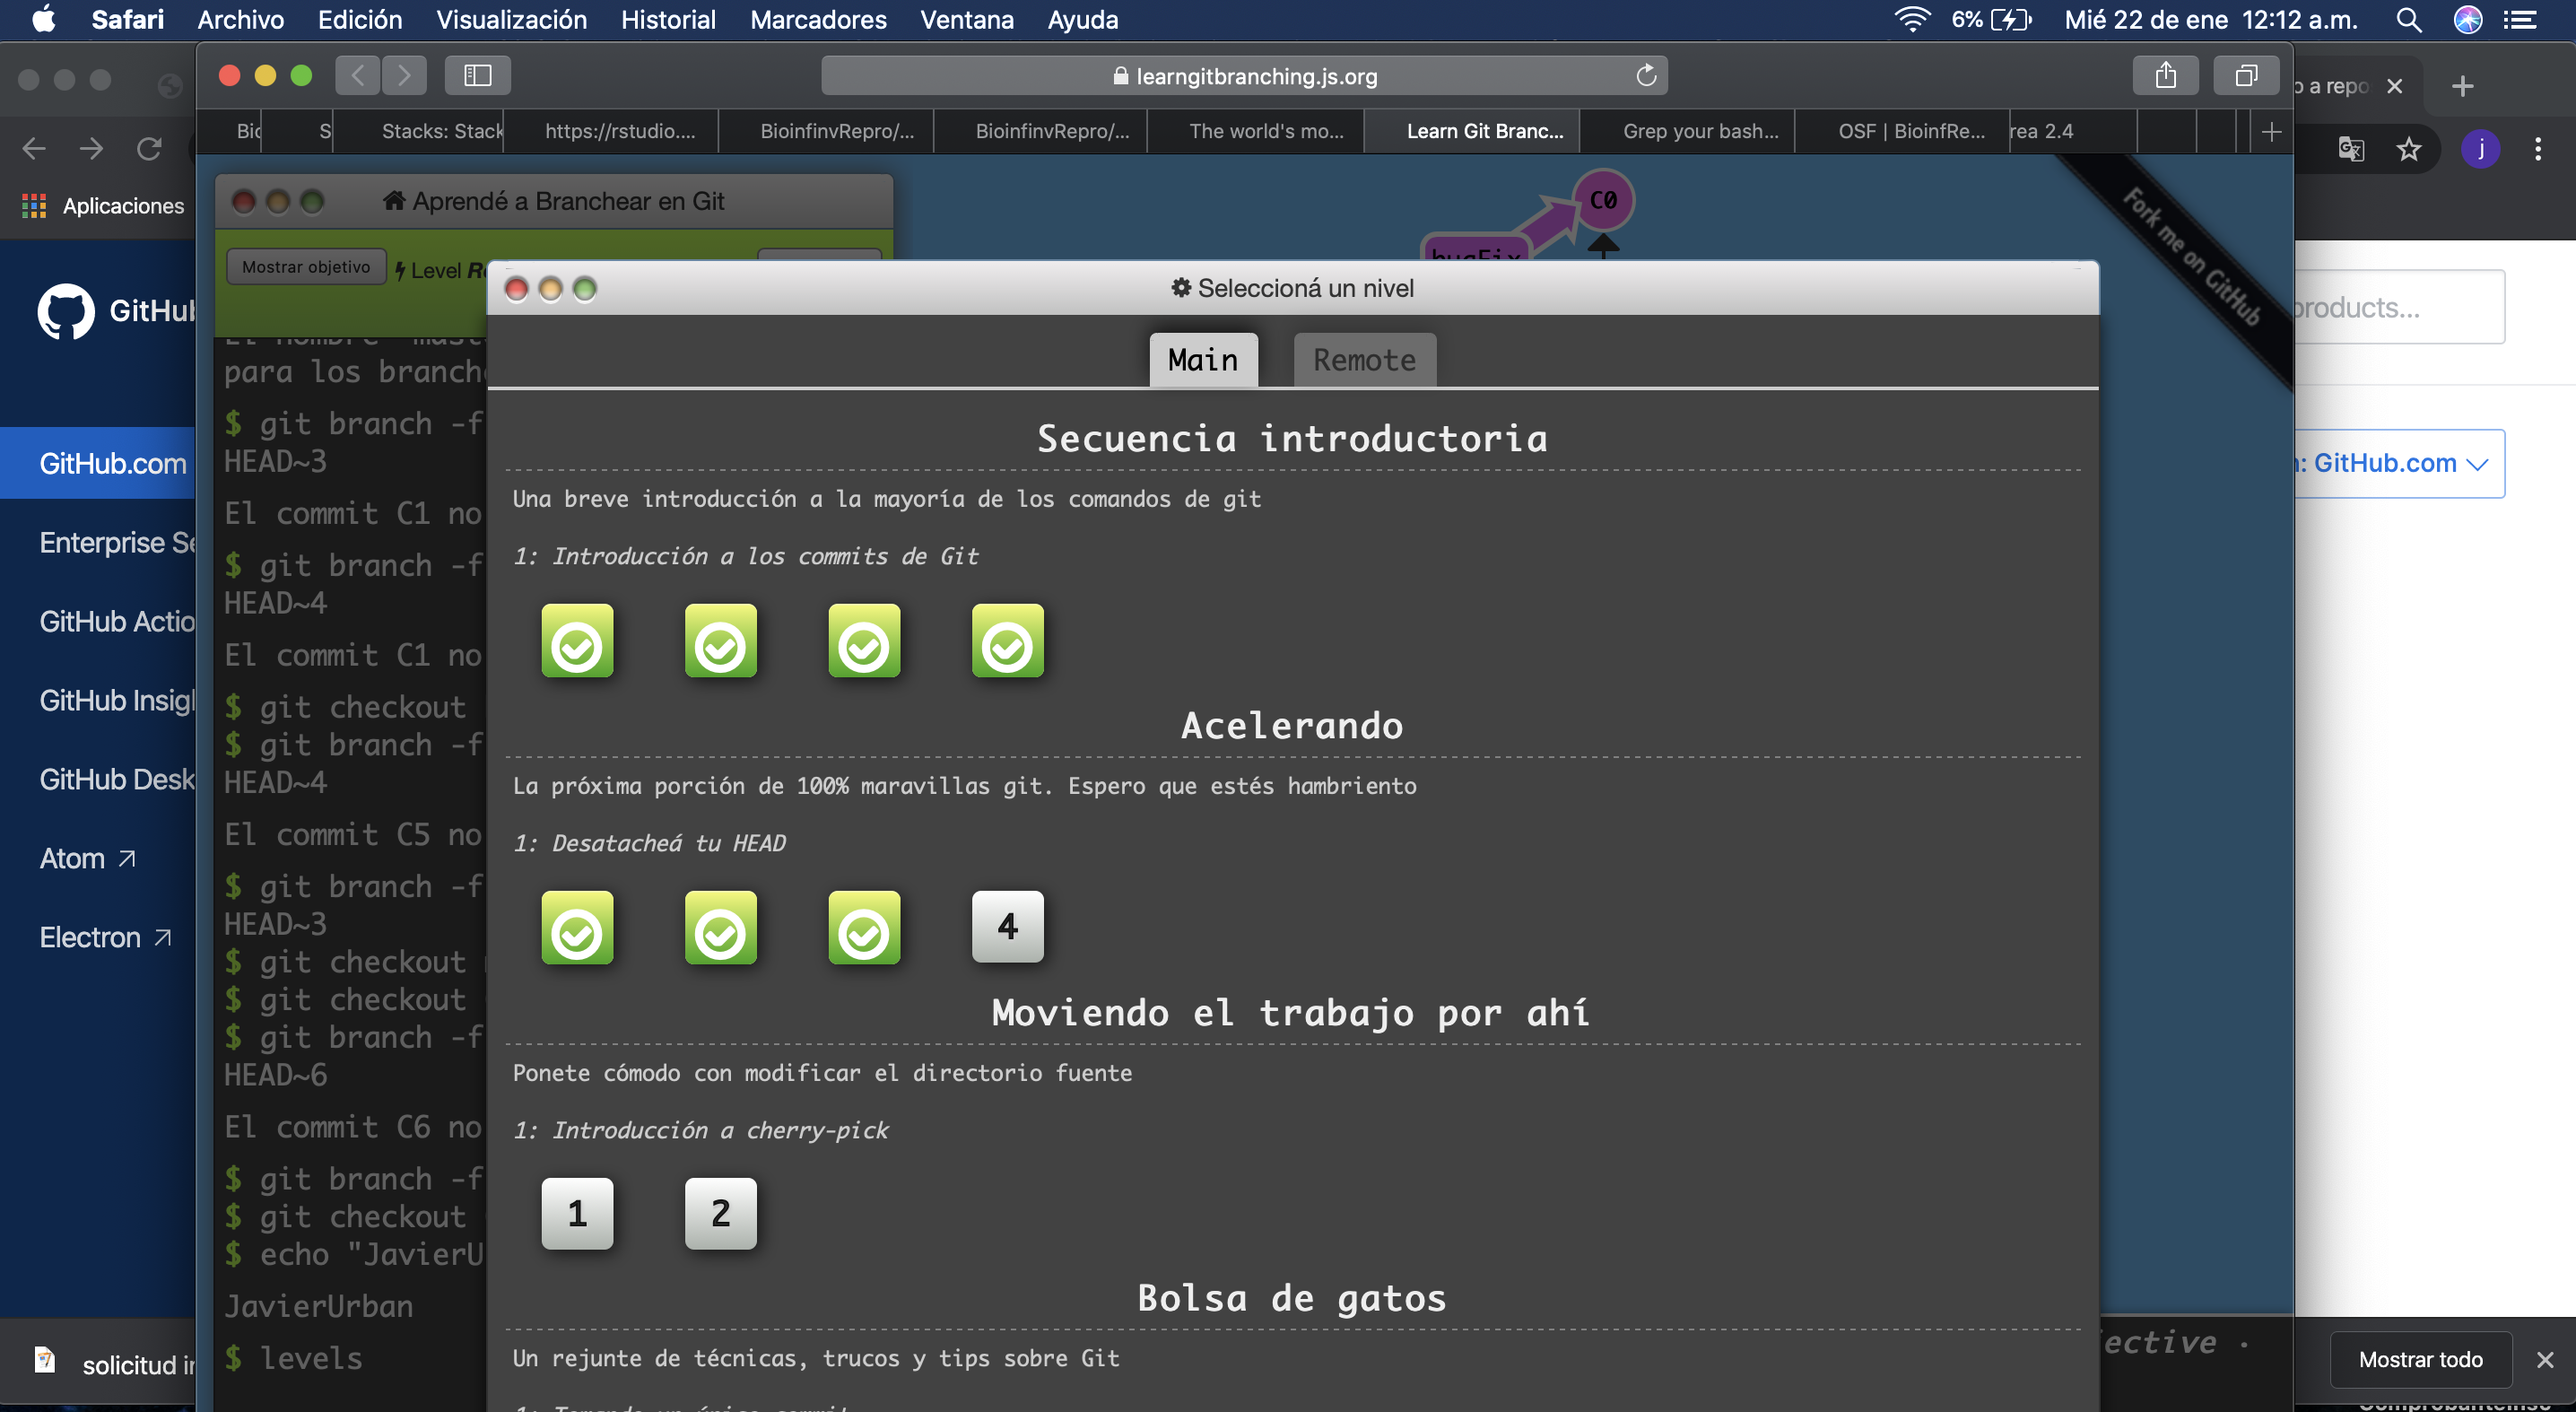 Safari Archivo Edición Visualización Historial Marcadores Ventana Ayuda 6% Mié 22 de ene 12:12 a.m.
learngitbranching.js.org
a repo
Stacks: Stack https://rstudio.... BioinfinvRepro/... BioinfinvRepro/... The world's mo... Learn Git Branc... Grep your bash... OSF | BioinfRe... rea 2.4
j
Aplicaciones
Aprendé a Branchear en Git
C0
bugFix
Fork me on GitHub
Mostrar objetivo Level
Seleccioná un nivel
GitHub
products...
Main Remote
para los branche
$ git branch -f
HEAD~3
El commit C1 no
$ git branch -f
HEAD~4
El commit C1 no
$ git checkout
$ git branch -f
HEAD~4
El commit C5 no
$ git branch -f
HEAD~3
$ git checkout
$ git checkout
$ git branch -f
HEAD~6
El commit C6 no
$ git branch -f
$ git checkout
$ echo "JavierU
JavierUrban
$ levels
GitHub.com
Enterprise Se
GitHub Actio
GitHub Insigl
GitHub Desk
Atom
Electron
: GitHub.com
Secuencia introductoria
Una breve introducción a la mayoría de los comandos de git
1: Introducción a los commits de Git
Acelerando
La próxima porción de 100% maravillas git. Espero que estés hambriento
1: Desatacheá tu HEAD
4
Moviendo el trabajo por ahí
Ponete cómodo con modificar el directorio fuente
1: Introducción a cherry-pick
1 2
Bolsa de gatos
Un rejunte de técnicas, trucos y tips sobre Git
ective ·
solicitud in
Mostrar todo